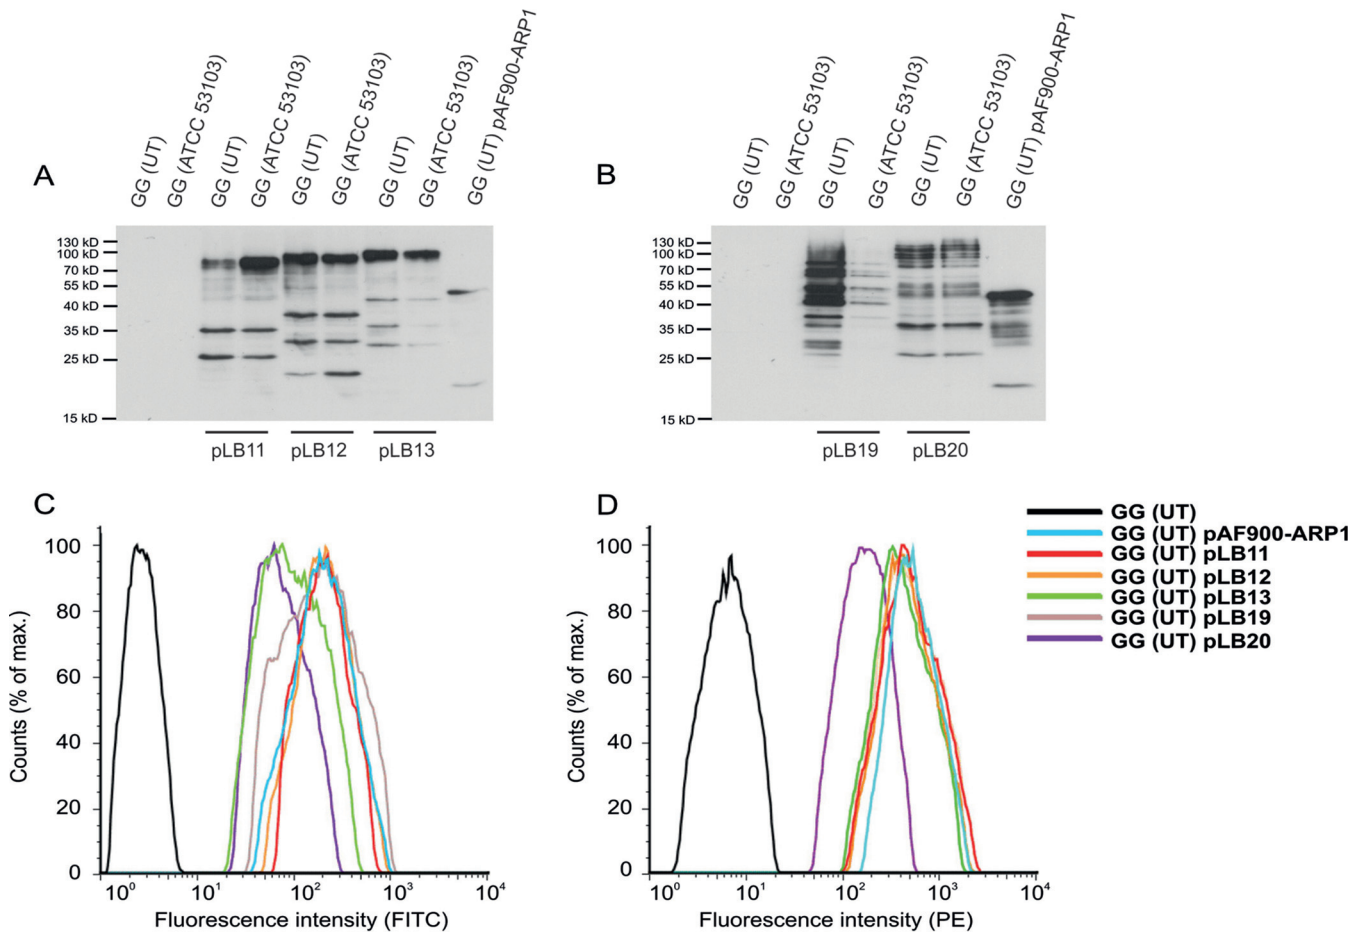 A
GG (UT)
GG (ATCC 53103)
GG (UT)
GG (ATCC 53103)
GG (UT)
GG (ATCC 53103)
GG (UT)
GG (ATCC 53103)
GG (UT) pAF900-ARP1
130 kD
100 kD
70 kD
55 kD
40 kD
35 kD
25 kD
15 kD
pLB11
pLB12
pLB13
B
GG (UT)
GG (ATCC 53103)
GG (UT)
GG (ATCC 53103)
GG (UT)
GG (ATCC 53103)
GG (UT) pAF900-ARP1
130 kD
100 kD
70 kD
55 kD
40 kD
35 kD
25 kD
15 kD
pLB19
pLB20
C
Counts (% of max.)
100
80
60
40
20
0
10⁰
10¹
10²
10³
10⁴
Fluorescence intensity (FITC)
D
Counts (% of max.)
100
80
60
40
20
0
10⁰
10¹
10²
10³
10⁴
Fluorescence intensity (PE)
GG (UT)
GG (UT) pAF900-ARP1
GG (UT) pLB11
GG (UT) pLB12
GG (UT) pLB13
GG (UT) pLB19
GG (UT) pLB20